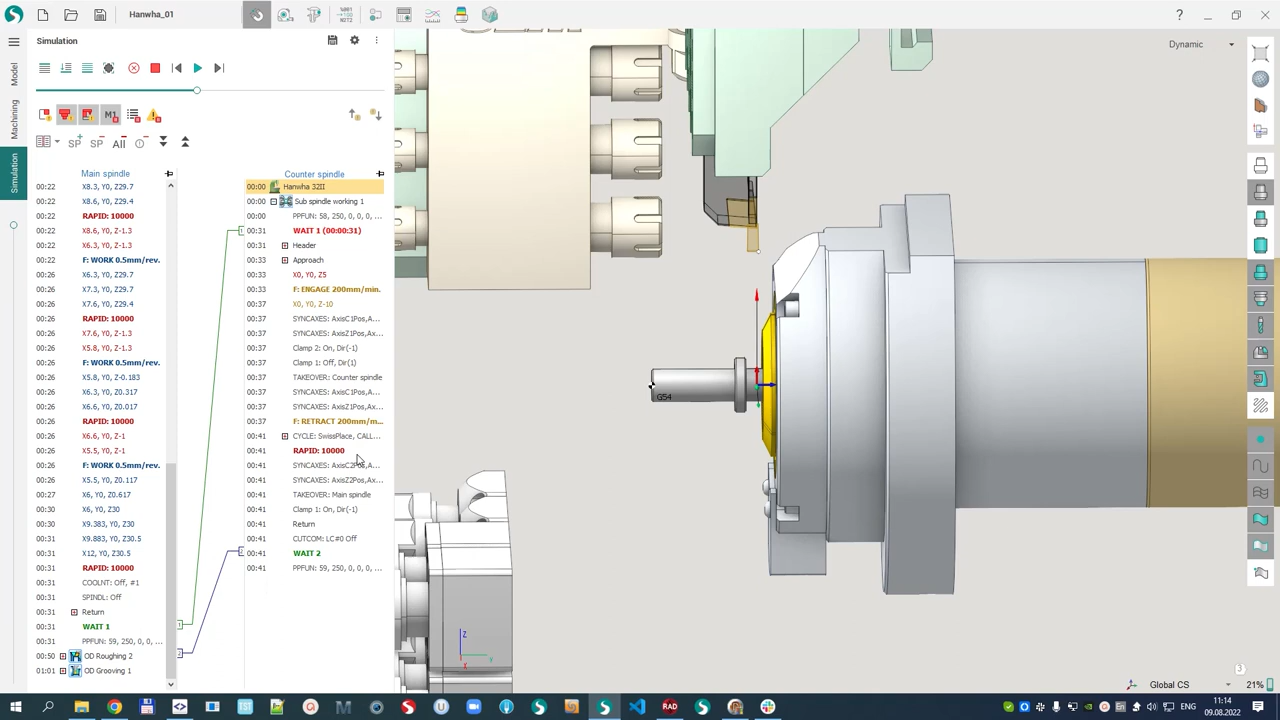 Hanwha_01
Simulation
Dynamic
Machining
Model
Simulation
Main spindle
00:22 X8.3, Y0, Z29.7
00:22 X8.6, Y0, Z29.4
00:22 RAPID: 10000
00:22 X8.6, Y0, Z-1.3
00:22 X6.3, Y0, Z-1.3
00:22 F: WORK 0.5mm/rev.
00:26 X6.3, Y0, Z29.7
00:26 X7.3, Y0, Z29.7
00:26 X7.6, Y0, Z29.4
00:26 RAPID: 10000
00:26 X7.6, Y0, Z-1.3
00:26 X5.8, Y0, Z-1.3
00:26 F: WORK 0.5mm/rev.
00:26 X5.8, Y0, Z-0.183
00:26 X6.3, Y0, Z0.317
00:26 X6.6, Y0, Z0.017
00:26 RAPID: 10000
00:26 X6.6, Y0, Z-1
00:26 X5.5, Y0, Z-1
00:26 F: WORK 0.5mm/rev.
00:26 X5.5, Y0, Z0.117
00:27 X6, Y0, Z0.617
00:30 X6, Y0, Z30
00:30 X9.383, Y0, Z30
00:31 X9.883, Y0, Z30.5
00:31 X12, Y0, Z30.5
00:31 RAPID: 10000
00:31 COOLNT: Off, #1
00:31 SPINDL: Off
00:31 Return
00:31 WAIT 1
00:31 PPFUN: 59, 250, 0, 0, ...
00:50 OD Roughing 2
01:01 OD Grooving 1
Counter spindle
00:00 Hanwha 32II
00:00 Sub spindle working 1
00:00 PPFUN: 58, 250, 0, 0, 0, ...
00:31 WAIT 1 (00:00:31)
00:31 Header
00:33 Approach
00:33 X0, Y0, Z5
00:33 F: ENGAGE 200mm/min.
00:37 X0, Y0, Z-10
00:37 SYNCAXES: AxisC1Pos,A...
00:37 SYNCAXES: AxisZ1Pos,Ax...
00:37 Clamp 2: On, Dir(-1)
00:37 Clamp 1: Off, Dir(1)
00:37 TAKEOVER: Counter spindle
00:37 SYNCAXES: AxisC1Pos,A...
00:37 SYNCAXES: AxisZ1Pos,Ax...
00:37 F: RETRACT 200mm/m...
00:41 CYCLE: SwissPlace, CALL...
00:41 RAPID: 10000
00:41 SYNCAXES: AxisC2Pos,A...
00:41 SYNCAXES: AxisZ2Pos,Ax...
00:41 TAKEOVER: Main spindle
00:41 Clamp 1: On, Dir(-1)
00:41 Return
00:41 CUTCOM: LC#0 Off
00:41 WAIT 2
00:41 PPFUN: 59, 250, 0, 0, 0, ...
SP SP All
G54
Z
Y
X
Global CS
21%
11:14
09.08.2022